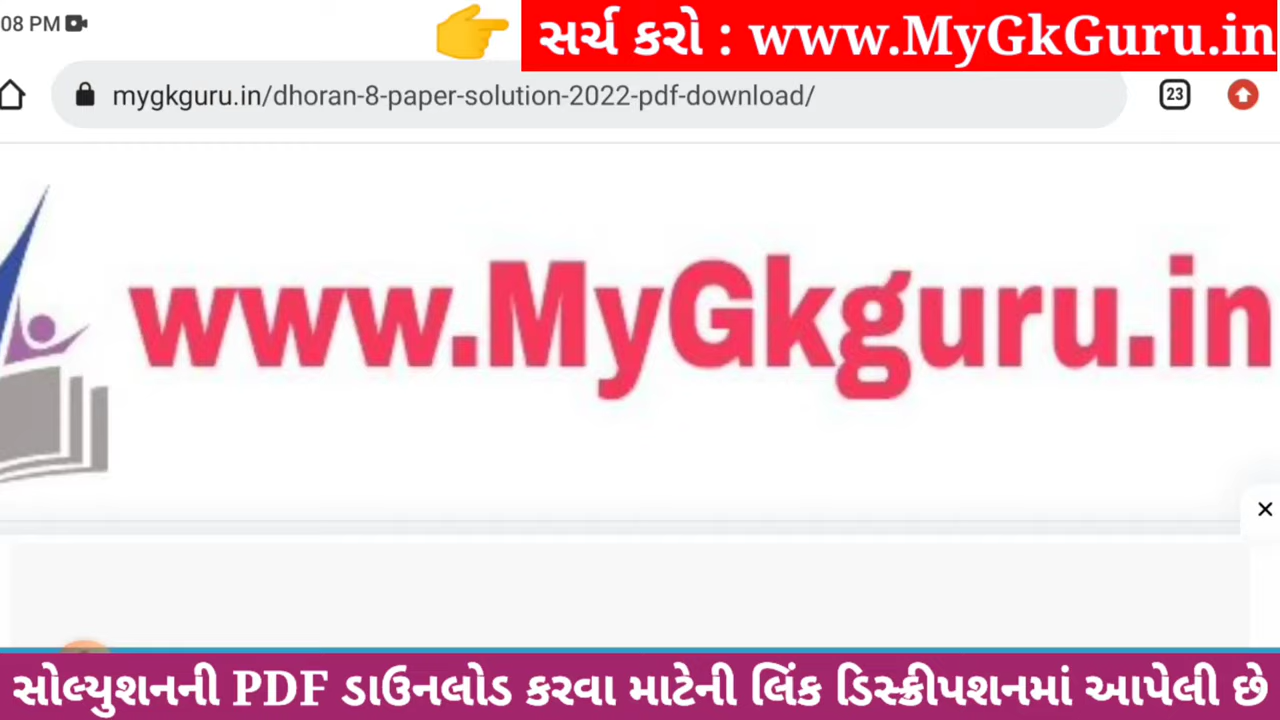 08 PM
સર્ચ કરો : www.MyGkGuru.in
mygkguru.in/dhoran-8-paper-solution-2022-pdf-download/
23
www.MyGkguru.in
સોલ્યુશનની PDF ડાઉનલોડ કરવા માટેની લિંક ડિસ્ક્રીપશનમાં આપેલી છે